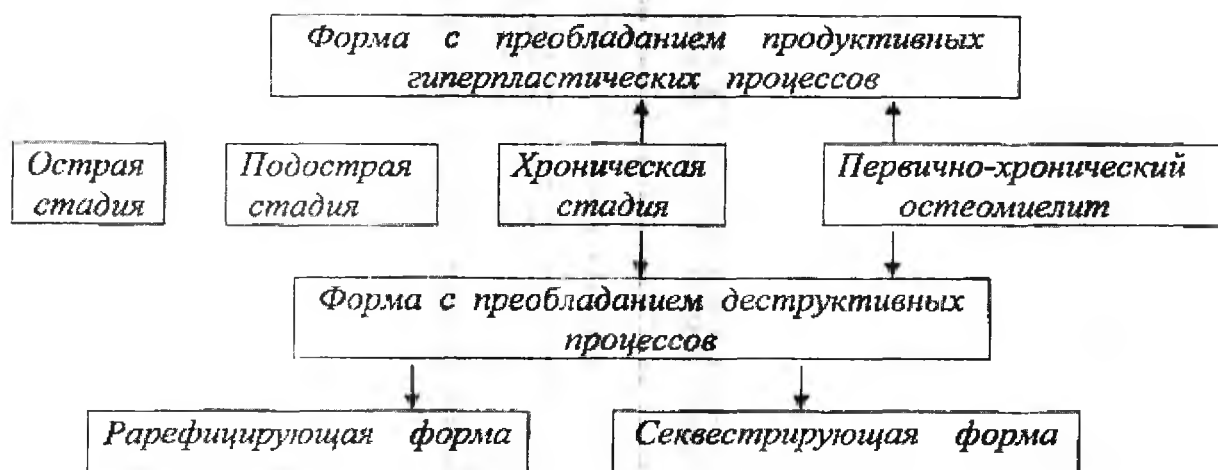 Форма с преобладанием продуктивных
гиперпластических процессов
Острая
стадия
Подострая
стадия
Хроническая
стадия
Первично-хронический
остеомиелит
Форма с преобладанием деструктивных
процессов
Рарефицирующая форма
Секвестрирующая форма